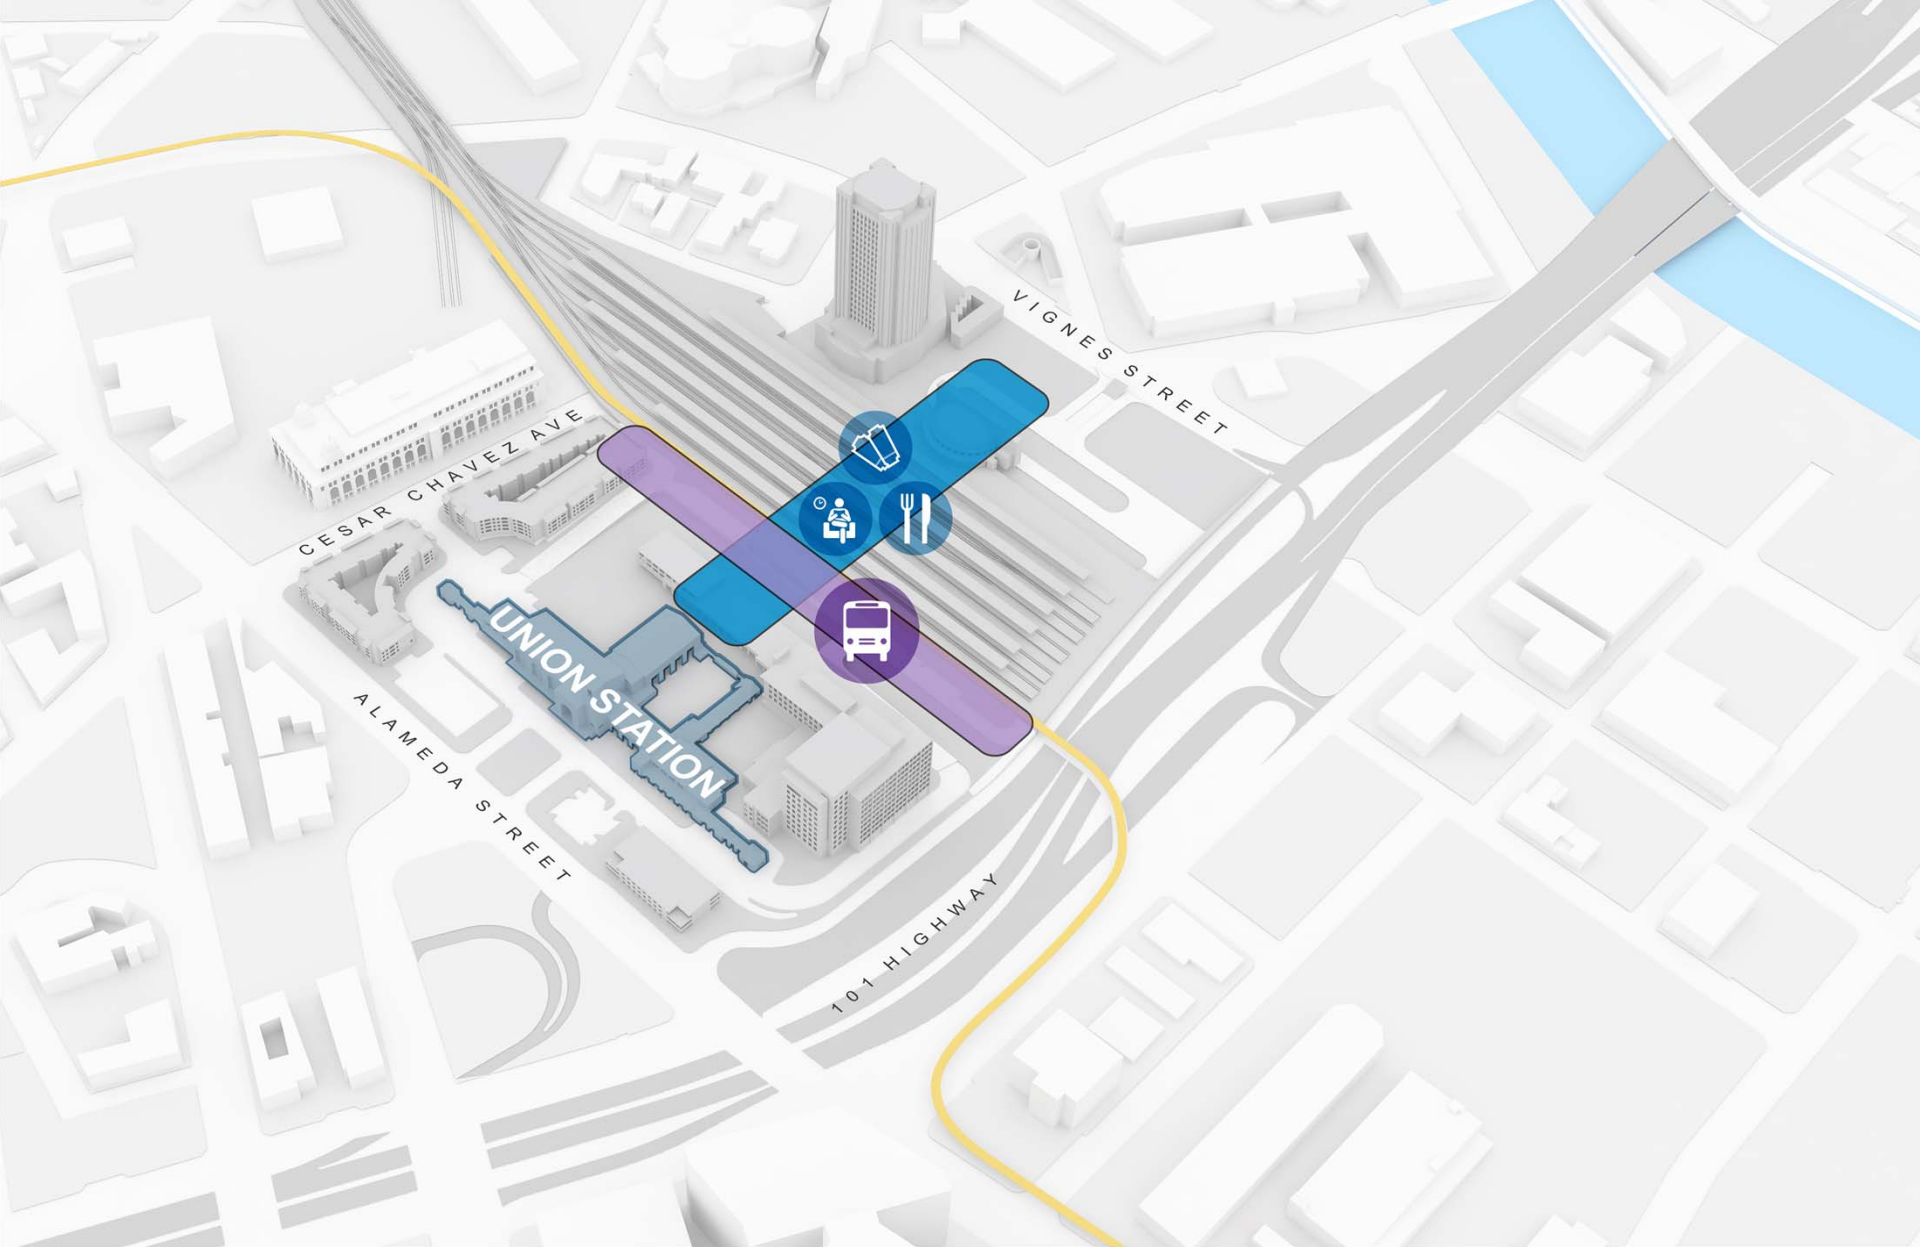 VIGNES STREET
CESAR CHAVEZ AVE
UNION STATION
ALAMEDA STREET
101 HIGHWAY